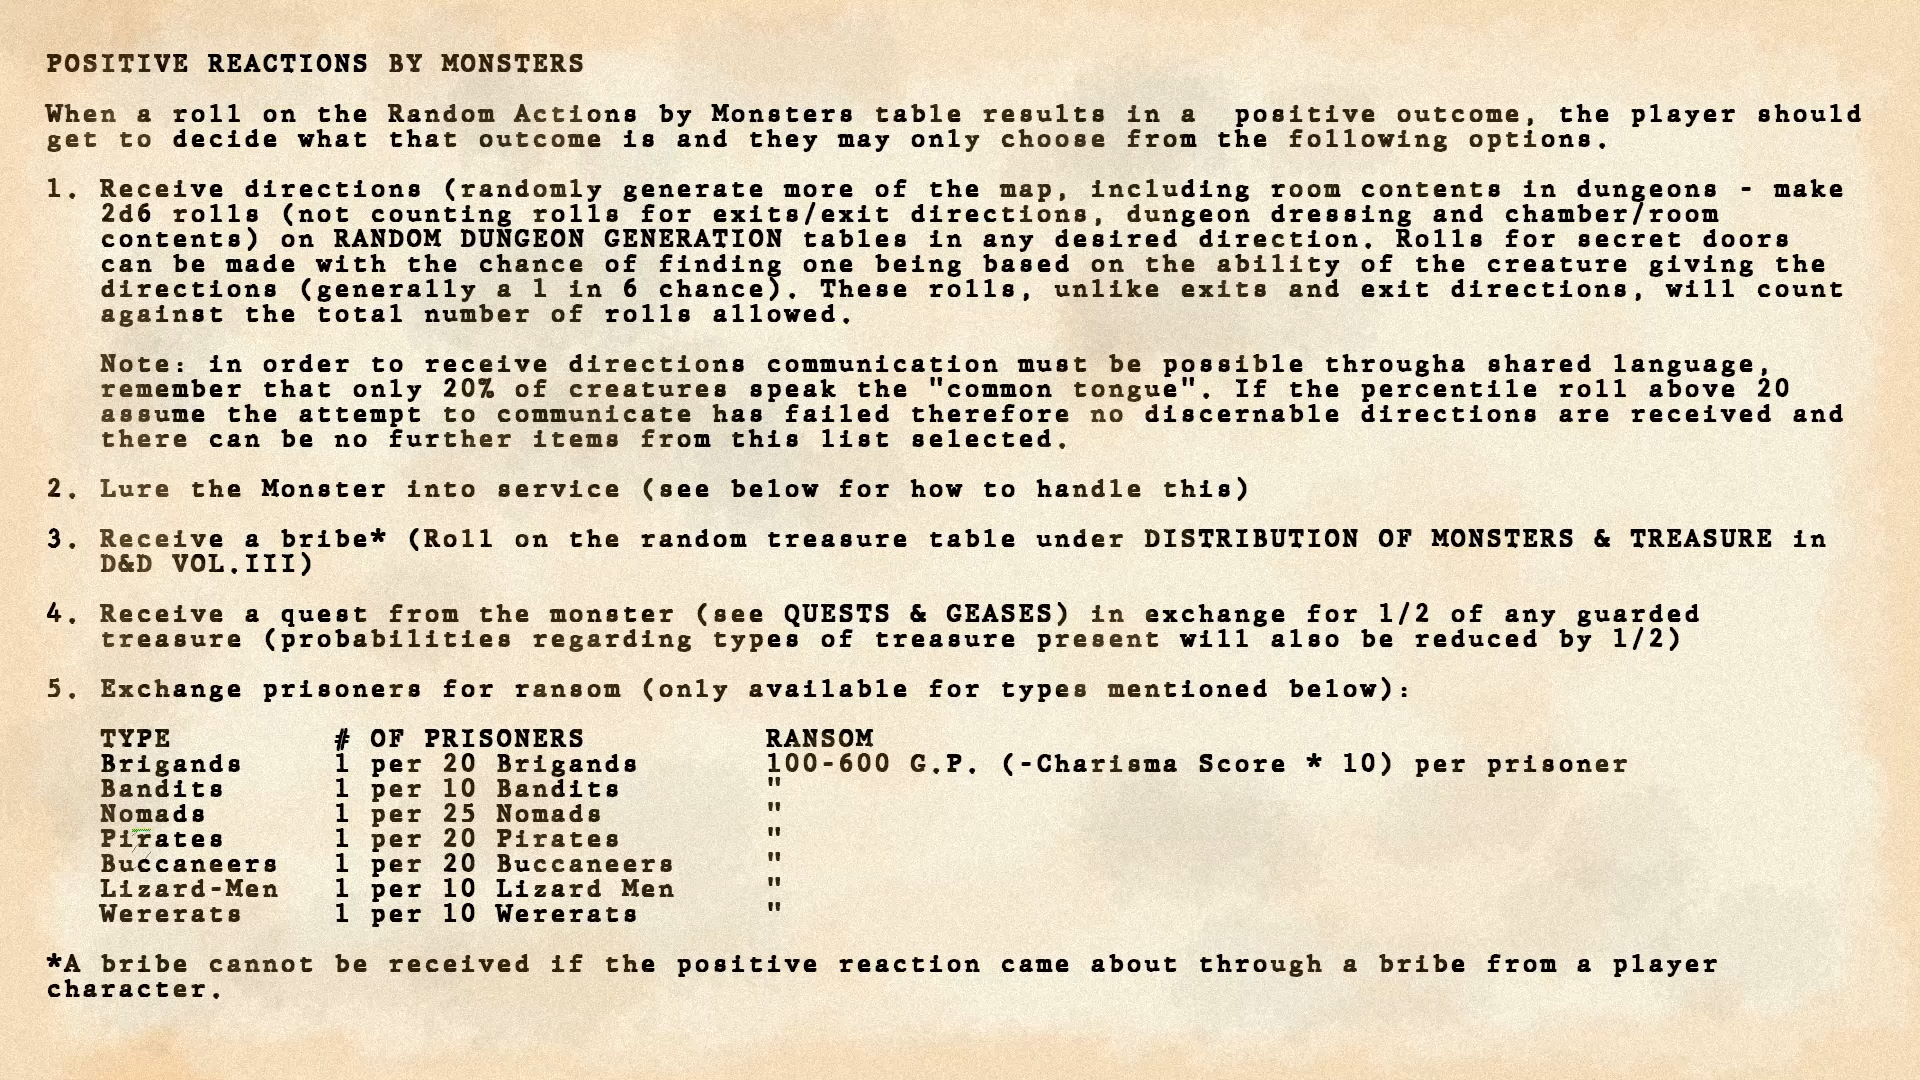 POSITIVE REACTIONS BY MONSTERS
When a roll on the Random Actions by Monsters table results in a  positive outcome, the player should
get to decide what that outcome is and they may only choose from the following options.
1. Receive directions (randomly generate more of the map, including room contents in dungeons - make
2d6 rolls (not counting rolls for exits/exit directions, dungeon dressing and chamber/room
contents) on RANDOM DUNGEON GENERATION tables in any desired direction. Rolls for secret doors
can be made with the chance of finding one being based on the ability of the creature giving the
directions (generally a 1 in 6 chance). These rolls, unlike exits and exit directions, will count
against the total number of rolls allowed.
Note: in order to receive directions communication must be possible througha shared language,
remember that only 20% of creatures speak the "common tongue". If the percentile roll above 20
assume the attempt to communicate has failed therefore no discernable directions are received and
there can be no further items from this list selected.
2. Lure the Monster into service (see below for how to handle this)
3. Receive a bribe* (Roll on the random treasure table under DISTRIBUTION OF MONSTERS & TREASURE in
D&D VOL.III)
4. Receive a quest from the monster (see QUESTS & GEASES) in exchange for 1/2 of any guarded
treasure (probabilities regarding types of treasure present will also be reduced by 1/2)
5. Exchange prisoners for ransom (only available for types mentioned below):
TYPE # OF PRISONERS RANSOM
Brigands 1 per 20 Brigands 100-600 G.P. (-Charisma Score * 10) per prisoner
Bandits 1 per 10 Bandits "
Nomads 1 per 25 Nomads "
Pirates 1 per 20 Pirates "
Buccaneers 1 per 20 Buccaneers "
Lizard-Men 1 per 10 Lizard Men "
Wererats 1 per 10 Wererats "
*A bribe cannot be received if the positive reaction came about through a bribe from a player
character.